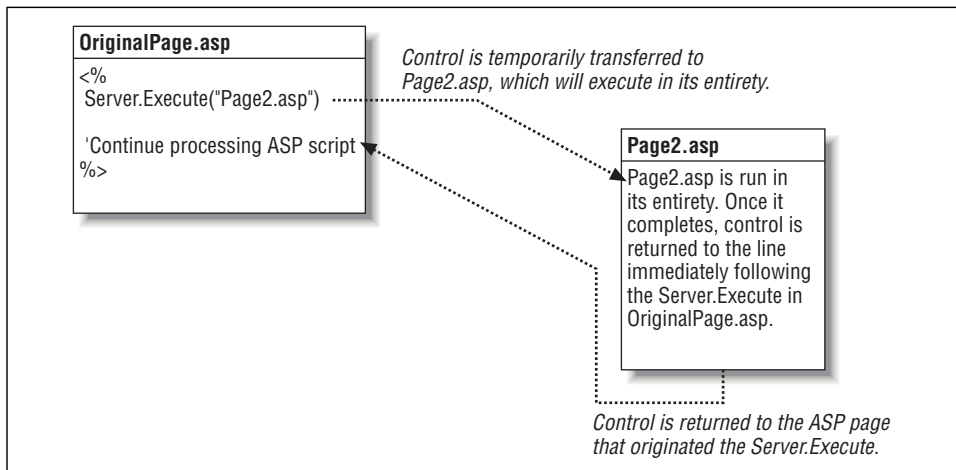 OriginalPage.asp
<%
Server.Execute("Page2.asp")
'Continue processing ASP script
%>
Control is temporarily transferred to
Page2.asp, which will execute in its entirety.
Page2.asp
Page2.asp is run in
its entirety. Once it
completes, control is
returned to the line
immediately following
the Server.Execute in
OriginalPage.asp.
Control is returned to the ASP page
that originated the Server.Execute.